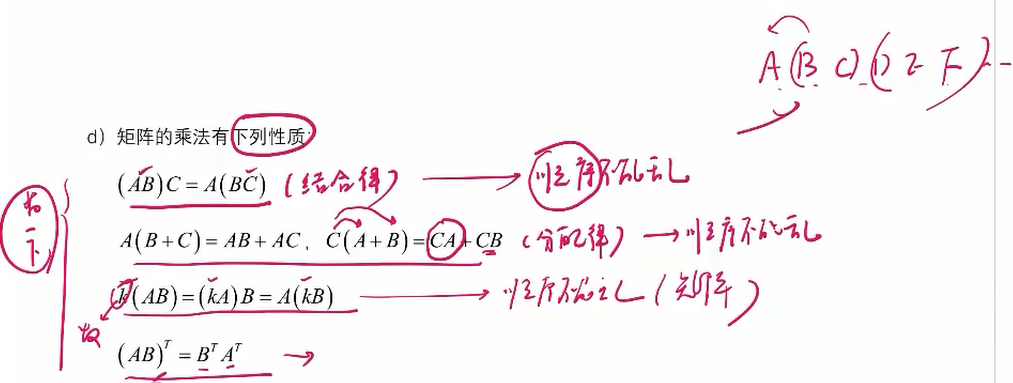 A(B C)(D E F)--
d) 矩阵的乘法有下列性质:
(AB)C = A(BC) (结合律) → 顺序不能乱
A(B+C) = AB + AC, C(A+B) = CA + CB (分配律) → 顺序不能乱
k(AB) = (kA)B = A(kB) → 顺序不能乱 (矩阵)
数
(AB)^T = B^T A^T →
一下